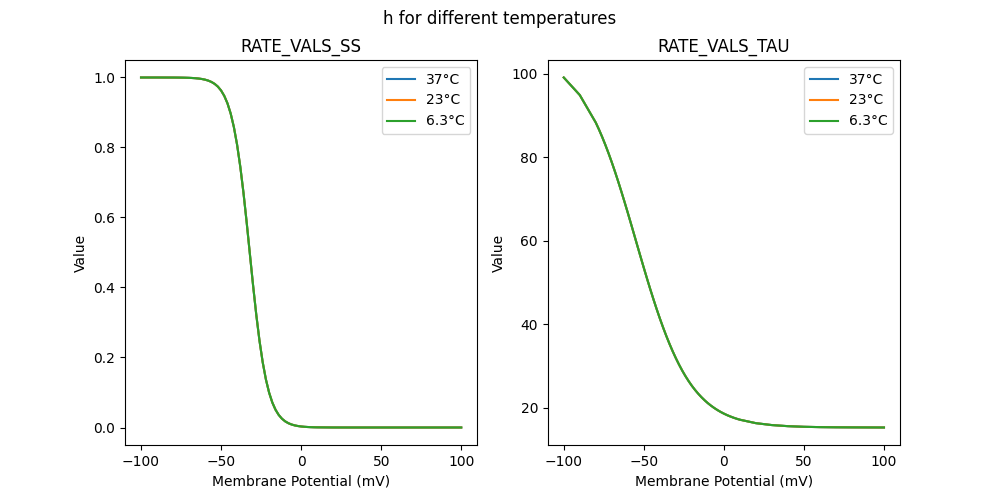 h for different temperatures
RATE_VALS_SS
1.0
0.8
0.6
0.4
0.2
0.0
Value
−100
−50
0
50
100
Membrane Potential (mV)
37°C
23°C
6.3°C
RATE_VALS_TAU
100
80
60
40
20
Value
−100
−50
0
50
100
Membrane Potential (mV)
37°C
23°C
6.3°C